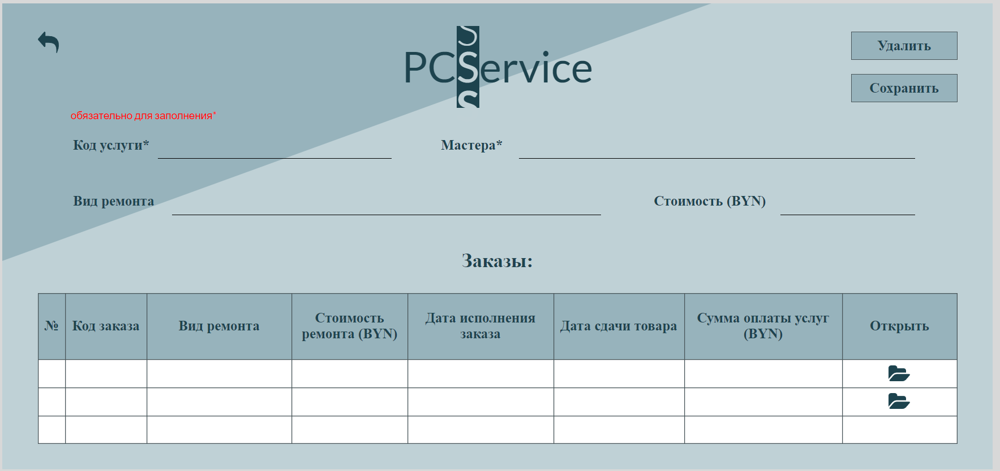 PCService
Удалить
Сохранить
обязательно для заполнения*
Код услуги*
Мастера*
Вид ремонта
Стоимость (BYN)
Заказы:
№
Код заказа
Вид ремонта
Стоимость
ремонта (BYN)
Дата исполнения
заказа
Дата сдачи товара
Сумма оплаты услуг
(BYN)
Открыть